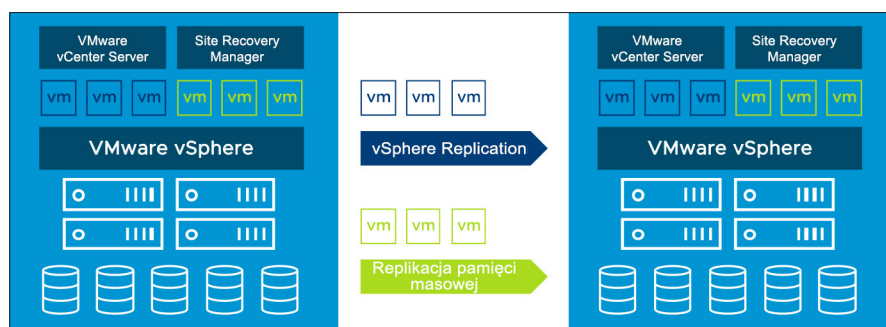 VMware
vCenter Server
Site Recovery
Manager
vm vm vm vm vm vm
VMware vSphere
vm vm vm
vSphere Replication
vm vm vm
Replikacja pamięci
masowej
VMware
vCenter Server
Site Recovery
Manager
vm vm vm vm vm vm
VMware vSphere